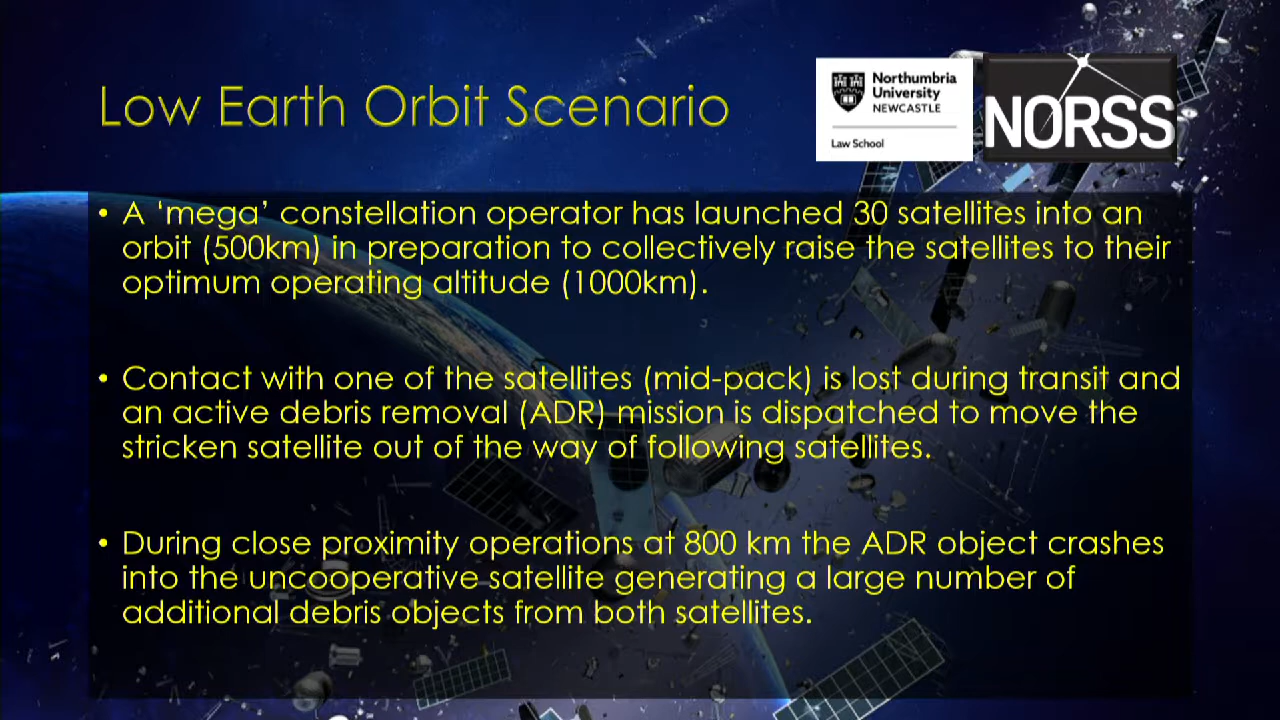 Low Earth Orbit Scenario
Northumbria
University
NEWCASTLE
Law School
NORSS
• A ‘mega’ constellation operator has launched 30 satellites into an
orbit (500km) in preparation to collectively raise the satellites to their
optimum operating altitude (1000km).
• Contact with one of the satellites (mid-pack) is lost during transit and
an active debris removal (ADR) mission is dispatched to move the
stricken satellite out of the way of following satellites.
• During close proximity operations at 800 km the ADR object crashes
into the uncooperative satellite generating a large number of
additional debris objects from both satellites.